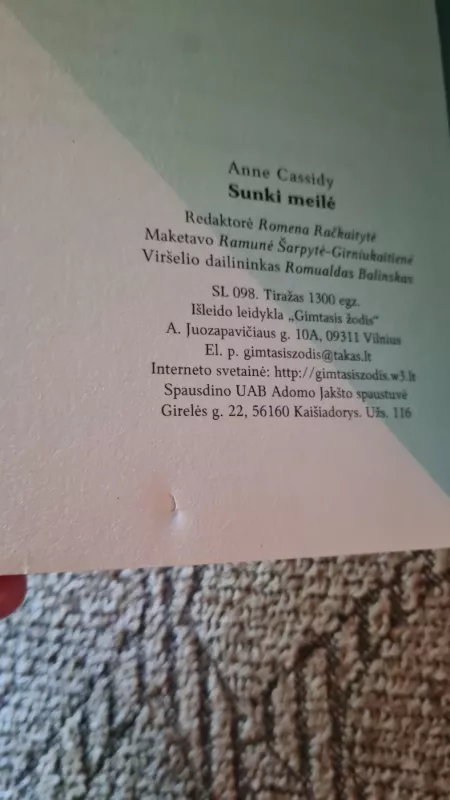 Anne Cassidy
Sunki meilė
Redaktorė Romena Račkaitytė
Maketavo Ramunė Šarpytė-Girniukaitienė
Viršelio dailininkas Romualdas Balinskas
SL 098. Tiražas 1300 egz.
Išleido leidykla „Gimtasis žodis“
A. Juozapavičiaus g. 10A, 09311 Vilnius
El. p. gimtasiszodis@takas.lt
Interneto svetainė: http://gimtasiszodis.w3.lt
Spausdino UAB Adomo Jakšto spaustuvė
Girelės g. 22, 56160 Kaišiadorys. Užs. 116